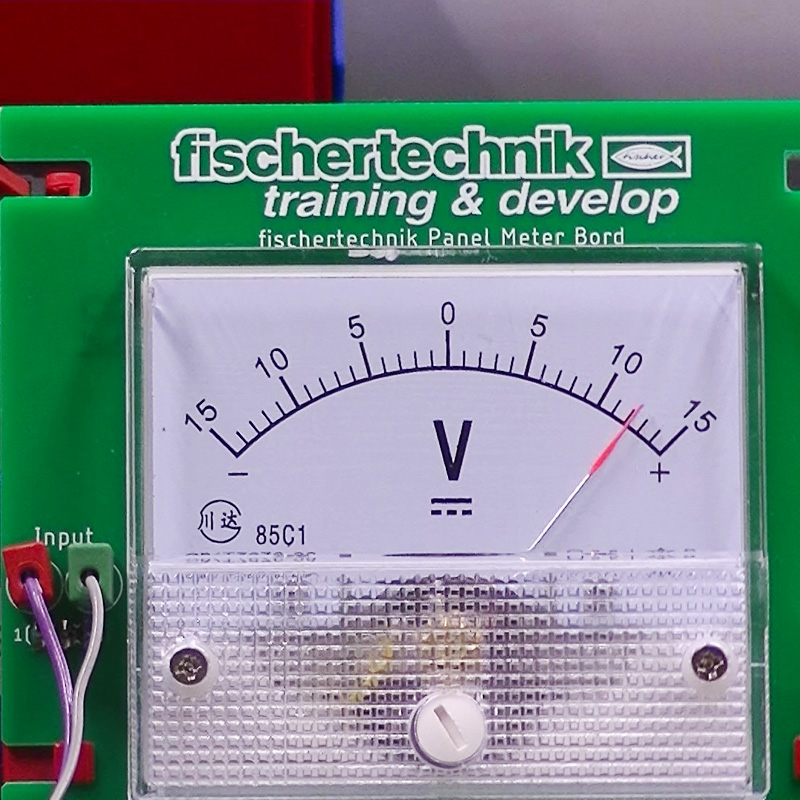 fischertechnik fischer
training & develop
fischertechnik Panel Meter Bord
15 10 5 0 5 10 15
− +
V
川达 85C1
Input